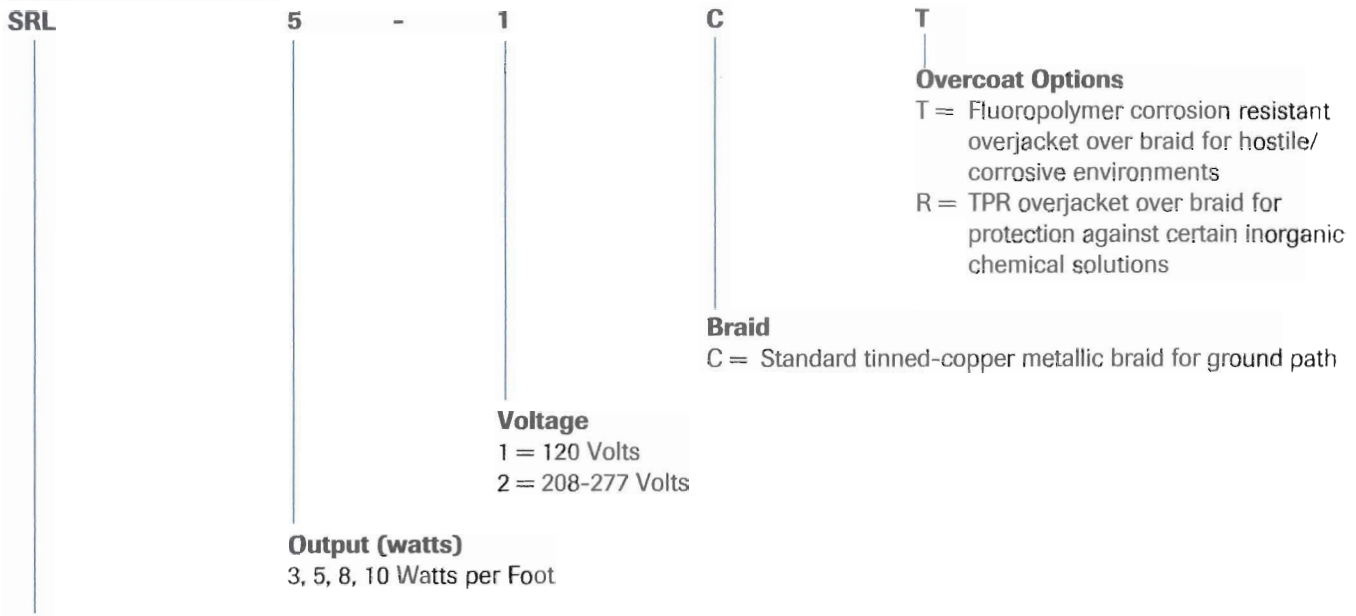 SRL 5 - 1 C T
Overcoat Options
T = Fluoropolymer corrosion resistant
overjacket over braid for hostile/
corrosive environments
R = TPR overjacket over braid for
protection against certain inorganic
chemical solutions
Braid
C = Standard tinned-copper metallic braid for ground path
Voltage
1 = 120 Volts
2 = 208-277 Volts
Output (watts)
3, 5, 8, 10 Watts per Foot